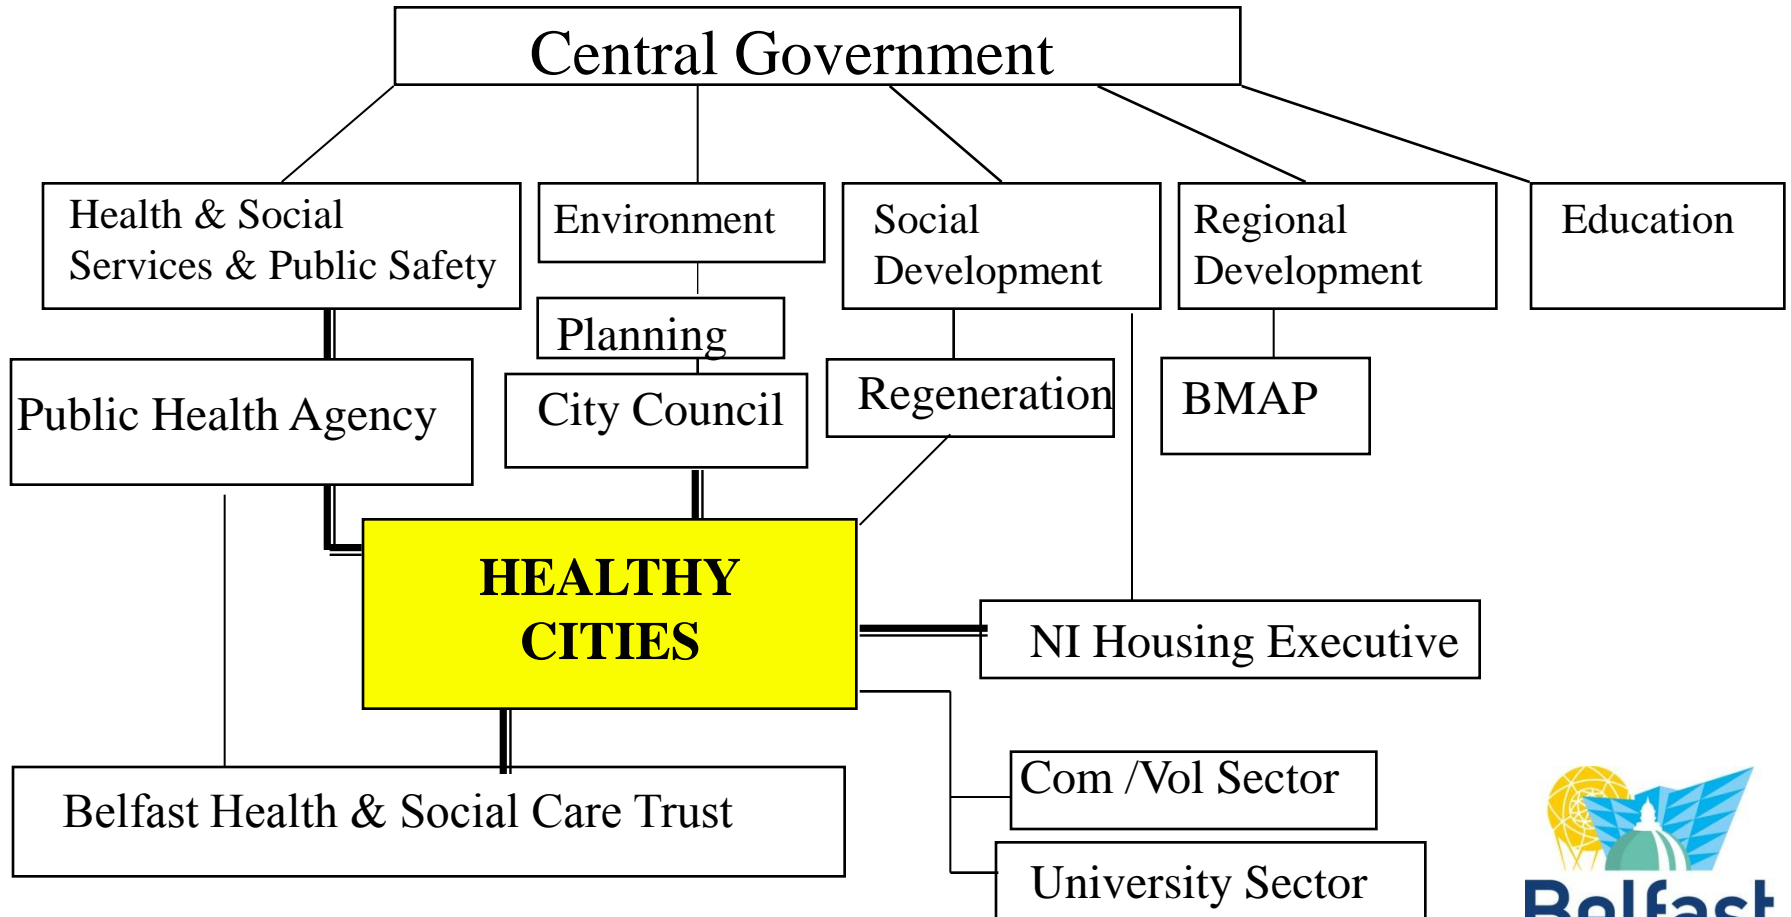 Central Government
Health & Social
Services & Public Safety
Environment
Social
Development
Regional
Development
Education
Planning
Public Health Agency
City Council
Regeneration
BMAP
HEALTHY
CITIES
NI Housing Executive
Com /Vol Sector
Belfast Health & Social Care Trust
University Sector
Belfast